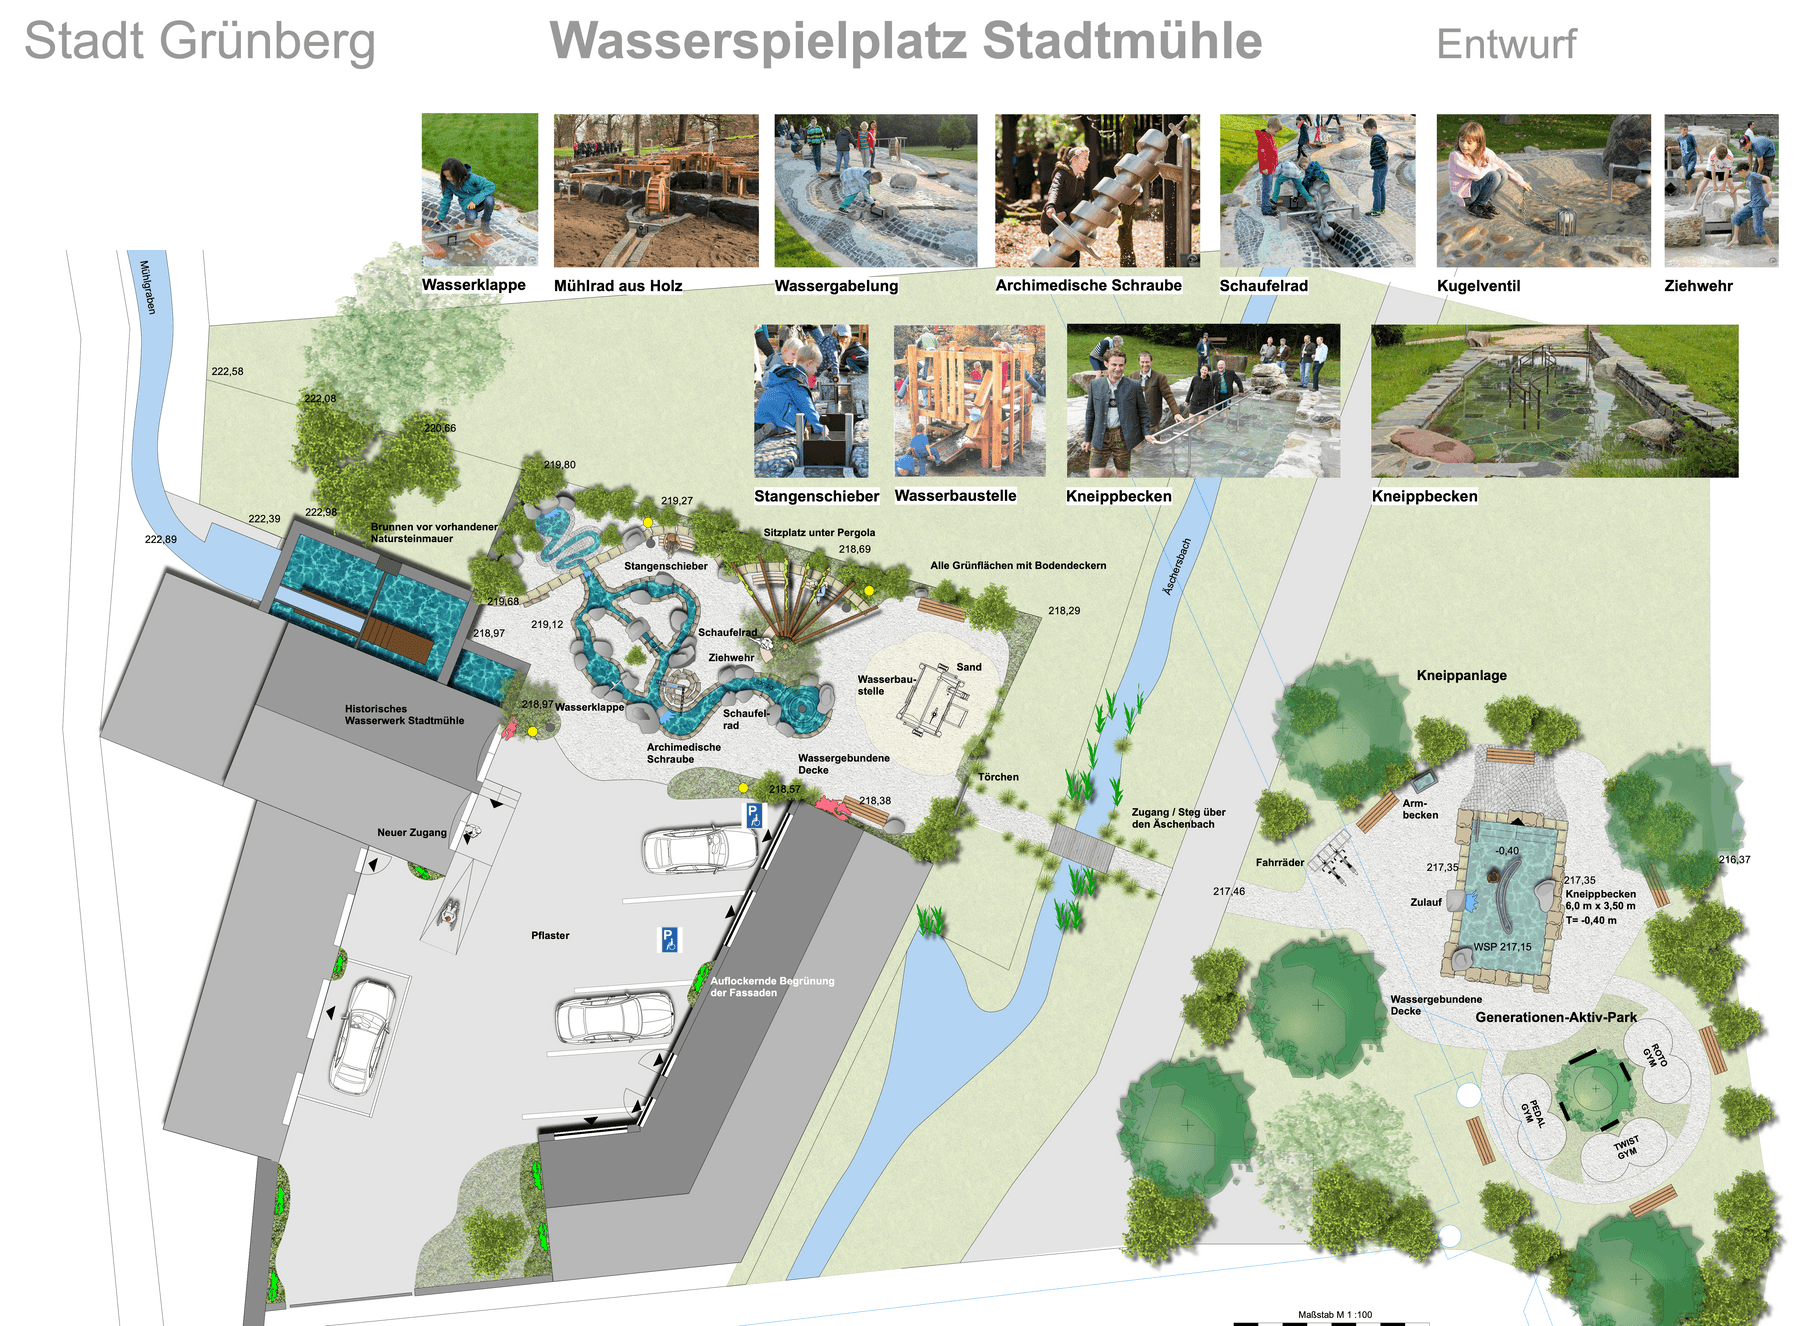 Stadt Grünberg
Wasserspielplatz Stadtmühle
Entwurf
Wasserklappe
Mühlrad aus Holz
Wassergabelung
Archimedische Schraube
Schaufelrad
Kugelventil
Ziehwehr
Stangenschieber
Wasserbaustelle
Kneippbecken
Kneippbecken
Mühlgraben
222,58
222,08
220,66
219,80
219,27
222,39
222,98
222,89
Brunnen vor vorhandener
Natursteinmauer
Sitzplatz unter Pergola
218,69
Stangenschieber
Alle Grünflächen mit Bodendeckern
Äschersbach
219,68
219,12
218,29
218,97
Schaufelrad
Ziehwehr
Wasserbau-
stelle
Sand
Kneippanlage
Historisches
Wasserwerk Stadtmühle
218,97
Wasserklappe
Schaufel-
rad
Archimedische
Schraube
Wassergebundene
Decke
Törchen
218,57
218,38
P
Neuer Zugang
Zugang / Steg über
den Äschenbach
Arm-
becken
Fahrräder
-0,40
217,35
217,35
216,37
217,46
Zulauf
Kneippbecken
6,0 m x 3,50 m
T= -0,40 m
WSP 217,15
Pflaster
P
Auflockernde Begrünung
der Fassaden
Wassergebundene
Decke
Generationen-Aktiv-Park
ROTO
GYM
PEDAL
GYM
TWIST
GYM
Maßstab M 1 :100